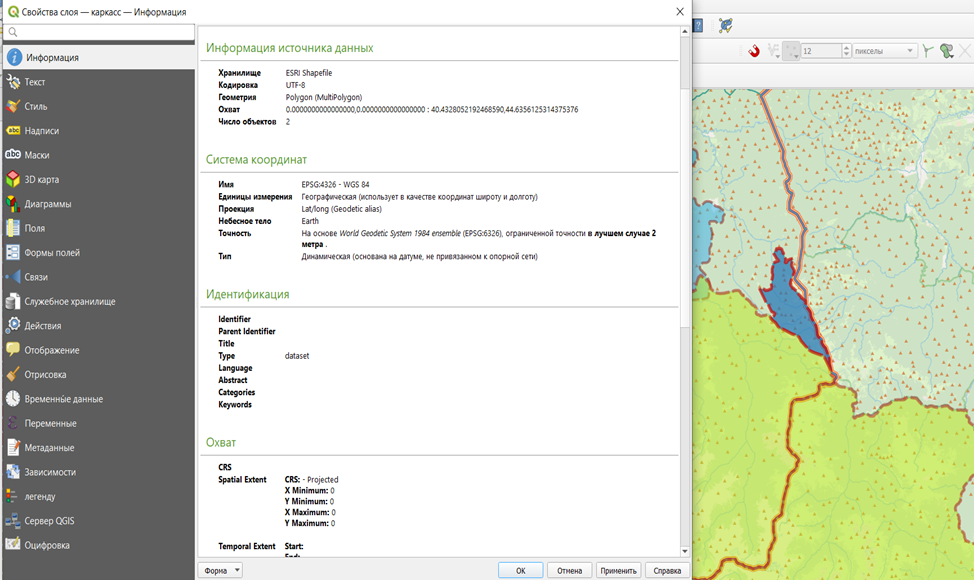 Свойства слоя — каркас — Информация
Информация
Текст
Стиль
abc Надписи
abc Маски
3D карта
Диаграммы
Поля
Формы полей
Связи
Служебное хранилище
Действия
Отображение
Отрисовка
Временны́е данные
Переменные
Метаданные
Зависимости
легенду
Сервер QGIS
Оцифровка
Информация источника данных
Хранилище ESRI Shapefile
Кодировка UTF-8
Геометрия Polygon (MultiPolygon)
Охват 0.0000000000000000,0.0000000000000000 : 40.4328052192468590,44.6356125314375376
Число объектов 2
Система координат
Имя EPSG:4326 - WGS 84
Единицы измерения Географическая (использует в качестве координат широту и долготу)
Проекция Lat/long (Geodetic alias)
Небесное тело Earth
Точность На основе World Geodetic System 1984 ensemble (EPSG:6326), ограниченной точности в лучшем случае 2
метра .
Тип Динамическая (основана на датуме, не привязанном к опорной сети)
Идентификация
Identifier
Parent Identifier
Title
Type dataset
Language
Abstract
Categories
Keywords
Охват
CRS
Spatial Extent CRS: - Projected
X Minimum: 0
Y Minimum: 0
X Maximum: 0
Y Maximum: 0
Temporal Extent Start:
End:
Форма ОК Отмена Применить Справка
12 пикселы